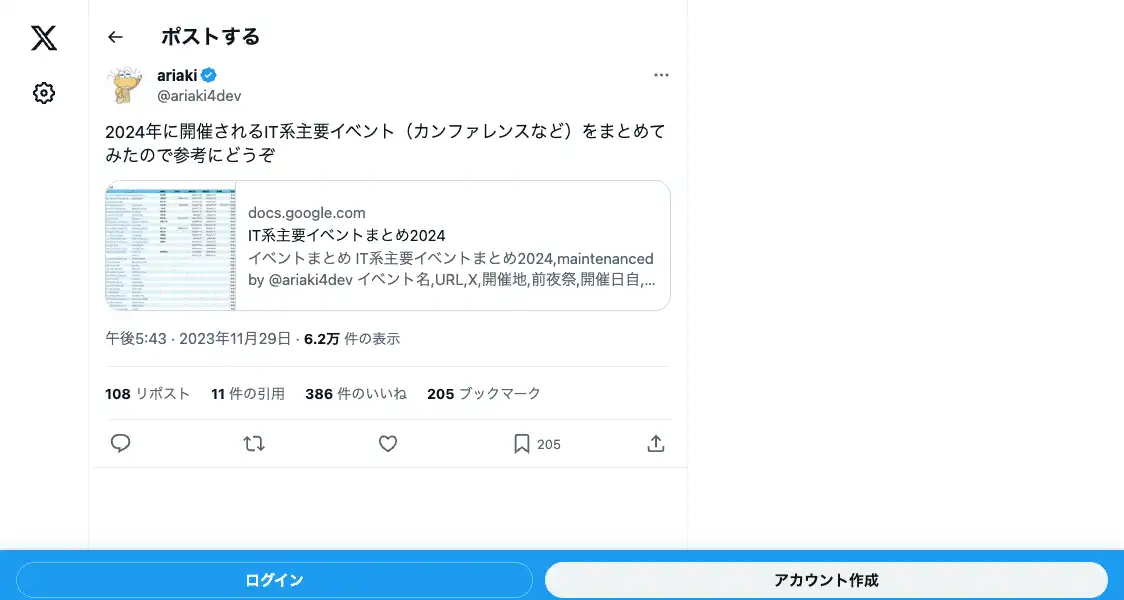 ポストする
ariaki
@ariaki4dev
2024年に開催されるIT系主要イベント（カンファレンスなど）をまとめて
みたので参考にどうぞ
docs.google.com
IT系主要イベントまとめ2024
イベントまとめ IT系主要イベントまとめ2024,maintenanced
by @ariaki4dev イベント名,URL,X,開催地,前夜祭,開催日自,...
午後5:43 · 2023年11月29日 · 6.2万 件の表示
108 リポスト 11 件の引用 386 件のいいね 205 ブックマーク
205
ログイン アカウント作成